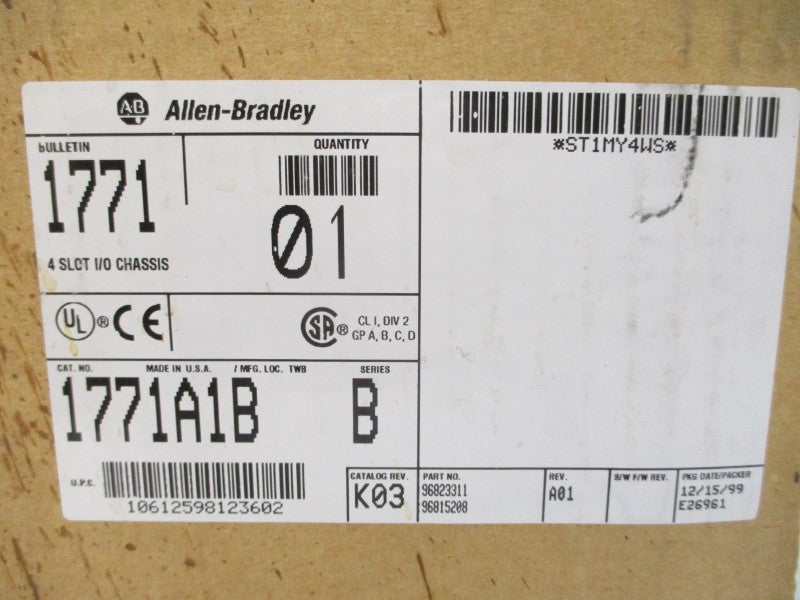 AB Allen-Bradley
BULLETIN
QUANTITY
1771
01
4 SLOT I/O CHASSIS
*ST1MY4WS*
UL ® CE
SA ® CL I, DIV 2
GP A, B, C, D
CAT. NO. MADE IN U.S.A. / MFG. LOC. TWB SERIES
1771A1B B
U.P.C.
10612598123602
CATALOG REV.
K03
PART NO.
96823311
96815208
REV.
A01
S/W F/W REV.
PKG DATE/PACKER
12/15/99
E26961